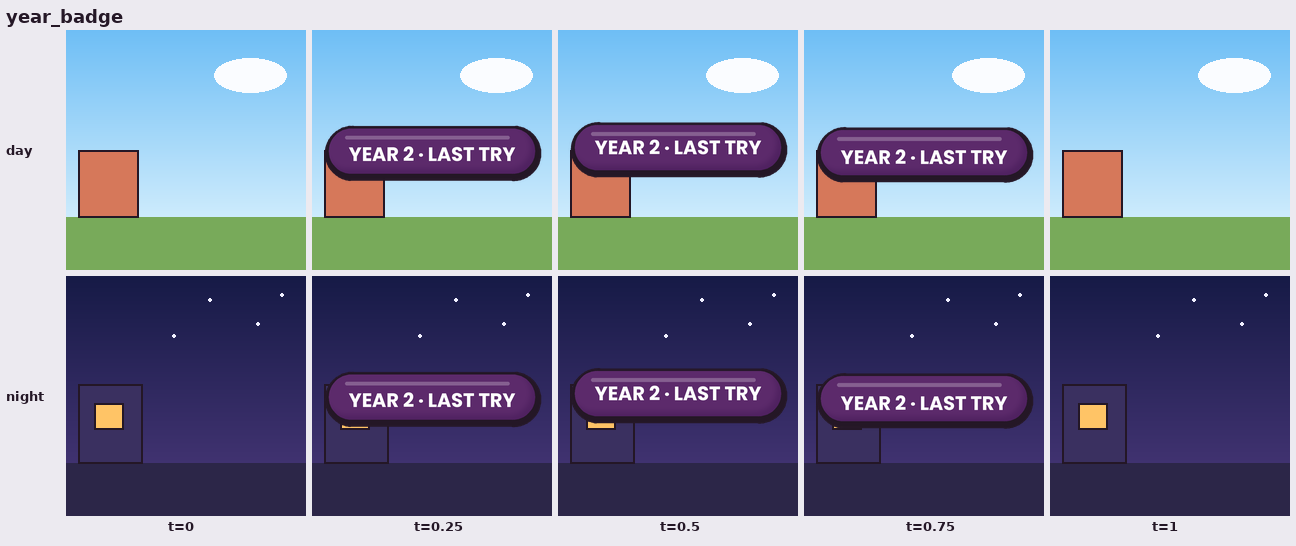 year_badge
day
YEAR 2 · LAST TRY
YEAR 2 · LAST TRY
YEAR 2 · LAST TRY
night
YEAR 2 · LAST TRY
YEAR 2 · LAST TRY
YEAR 2 · LAST TRY
t=0
t=0.25
t=0.5
t=0.75
t=1